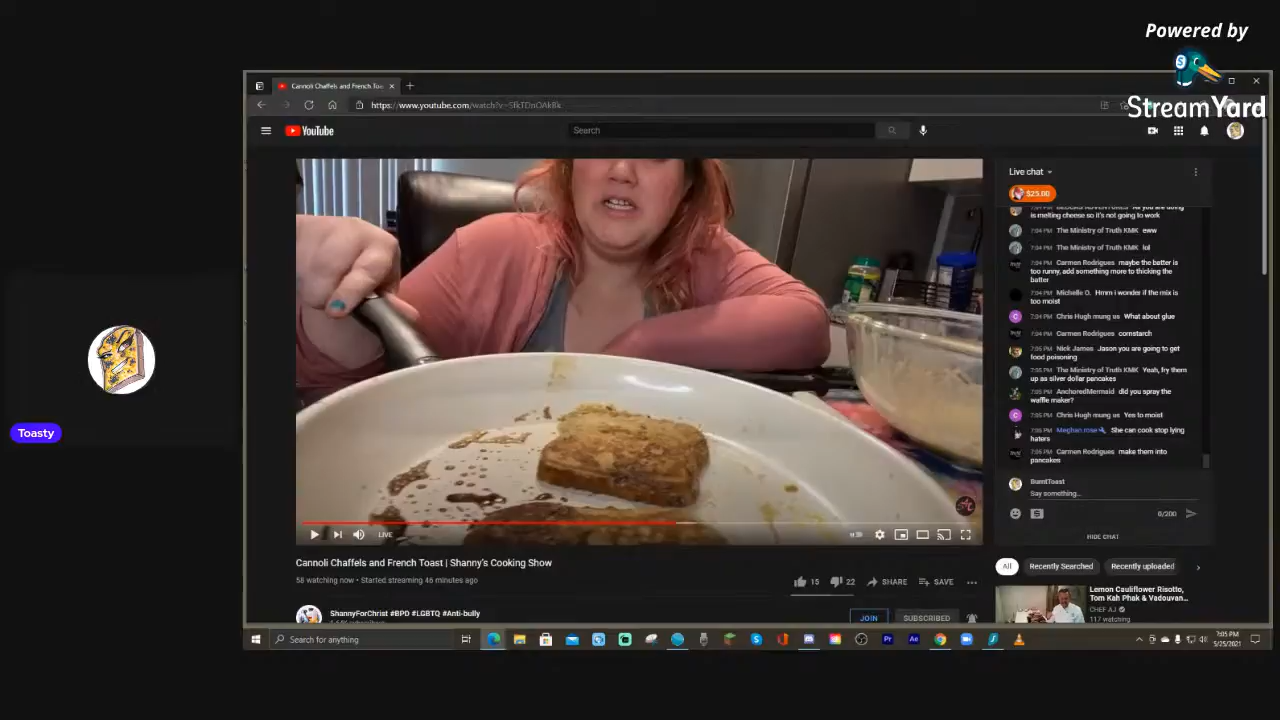 Powered by
StreamYard
Cannoli Chaffels and French Toa
https://www.youtube.com/watch?v=
YouTube
Search
Live chat
$25.00
is melting cheese so it's not going to work
7:04 PM The Ministry of Truth KMK eww
7:04 PM The Ministry of Truth KMK lol
7:04 PM Carmen Rodrigues maybe the batter is
too runny, add something more to thicking the
batter
7:04 PM Michelle O. Hmm i wonder if the mix is
too moist
7:04 PM Chris Hugh mung us What about glue
7:04 PM Carmen Rodrigues cornstarch
7:05 PM Nick James Jason you are going to get
food poisoning
7:05 PM The Ministry of Truth KMK Yeah, fry them
up as silver dollar pancakes
7:05 PM AnchoredMermaid did you spray the
waffle maker?
7:05 PM Chris Hugh mung us Yes to moist
7:05 PM Meghan rose She can cook stop lying
haters
7:05 PM Carmen Rodrigues make them into
pancakes
BurntToast
Say something...
0/200
HIDE CHAT
Toasty
LIVE
Cannoli Chaffels and French Toast | Shanny's Cooking Show
58 watching now • Started streaming 46 minutes ago
15
22
SHARE
SAVE
ShannyForChrist #BPD #LGBTQ #Anti-bully
JOIN
SUBSCRIBED
All
Recently Searched
Recently uploaded
Lemon Cauliflower Risotto,
Tom Kah Phak & Vadouvan...
CHEF AJ
117 watching
Search for anything
7:05 PM
5/25/2021